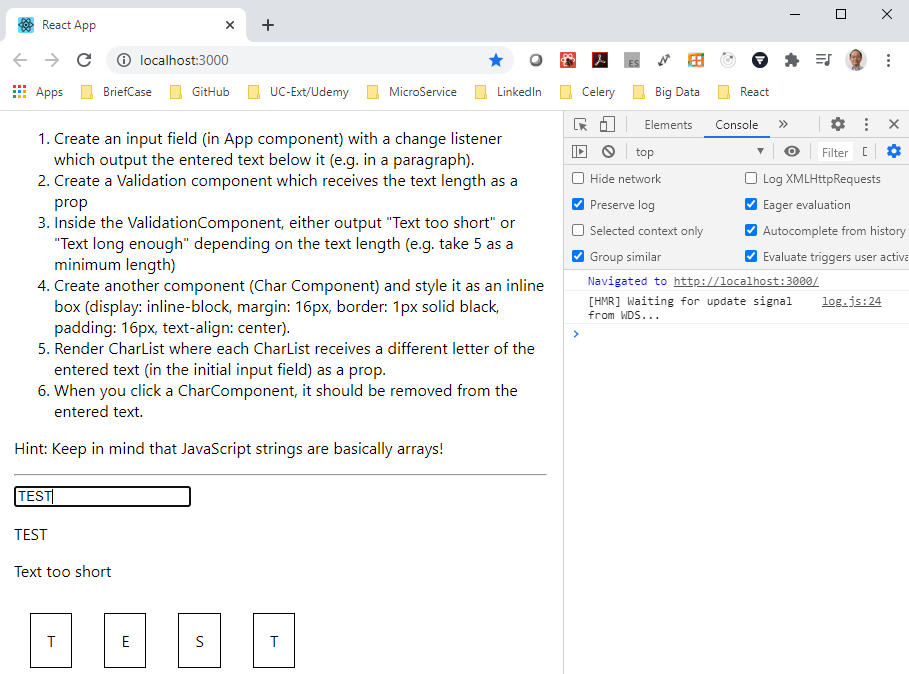 React App
localhost:3000
Apps BriefCase GitHub UC-Ext/Udemy MicroService LinkedIn Celery Big Data React
1. Create an input field (in App component) with a change listener
which output the entered text below it (e.g. in a paragraph).
2. Create a Validation component which receives the text length as a
prop
3. Inside the ValidationComponent, either output "Text too short" or
"Text long enough" depending on the text length (e.g. take 5 as a
minimum length)
4. Create another component (Char Component) and style it as an inline
box (display: inline-block, margin: 16px, border: 1px solid black,
padding: 16px, text-align: center).
5. Render CharList where each CharList receives a different letter of the
entered text (in the initial input field) as a prop.
6. When you click a CharComponent, it should be removed from the
entered text.
Hint: Keep in mind that JavaScript strings are basically arrays!
TEST
TEST
Text too short
T E S T
Elements Console »
top Filter
Hide network Log XMLHttpRequests
Preserve log Eager evaluation
Selected context only Autocomplete from history
Group similar Evaluate triggers user activa
Navigated to http://localhost:3000/
[HMR] Waiting for update signal log.js:24
from WDS...
>